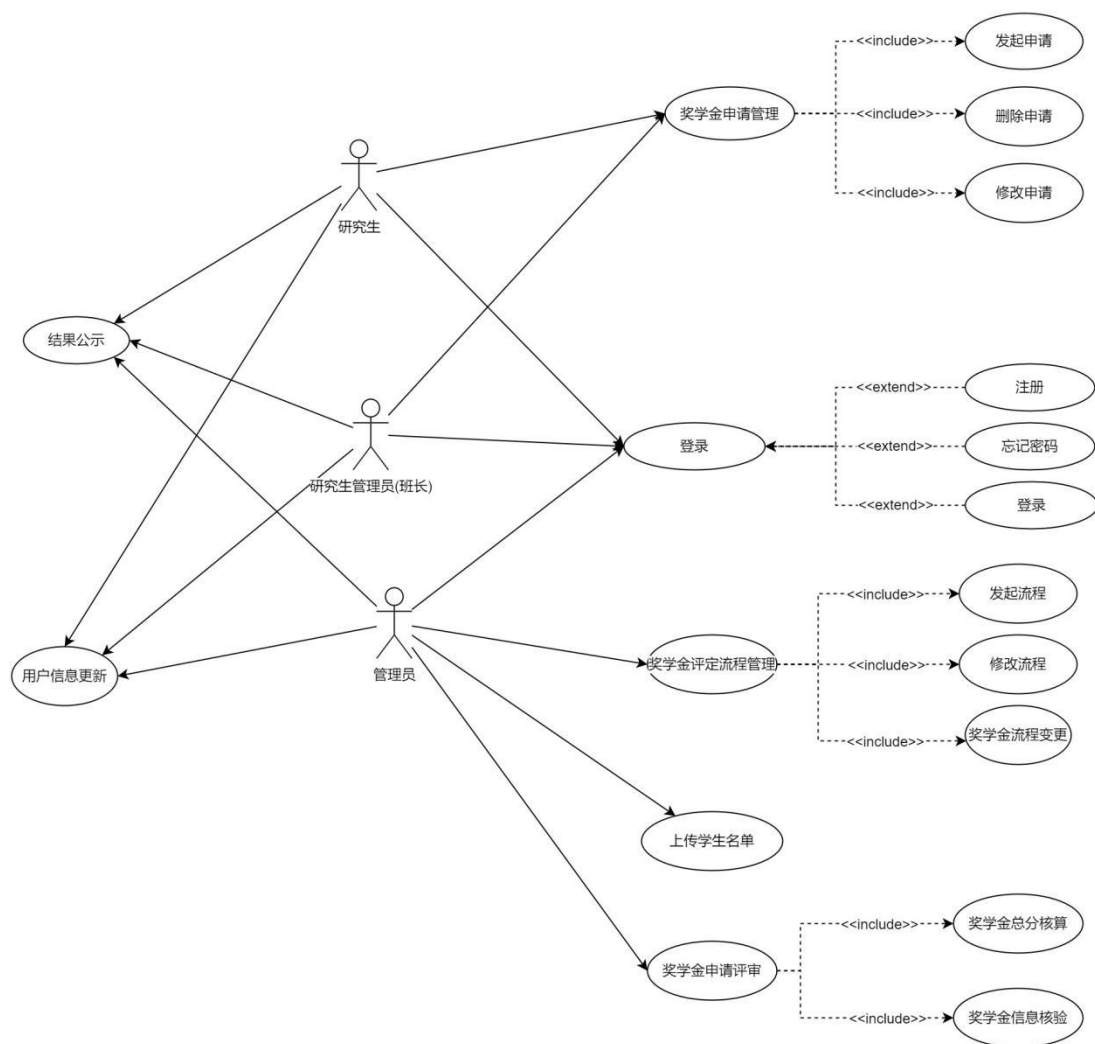 <<include>>
发起申请
奖学金申请管理
<<include>>
删除申请
<<include>>
修改申请
研究生
结果公示
<<extend>>
注册
登录
<<extend>>
忘记密码
研究生管理员(班长)
<<extend>>
登录
<<include>>
发起流程
用户信息更新
管理员
奖学金评定流程管理
<<include>>
修改流程
<<include>>
奖学金流程变更
上传学生名单
<<include>>
奖学金总分核算
奖学金申请评审
<<include>>
奖学金信息核验